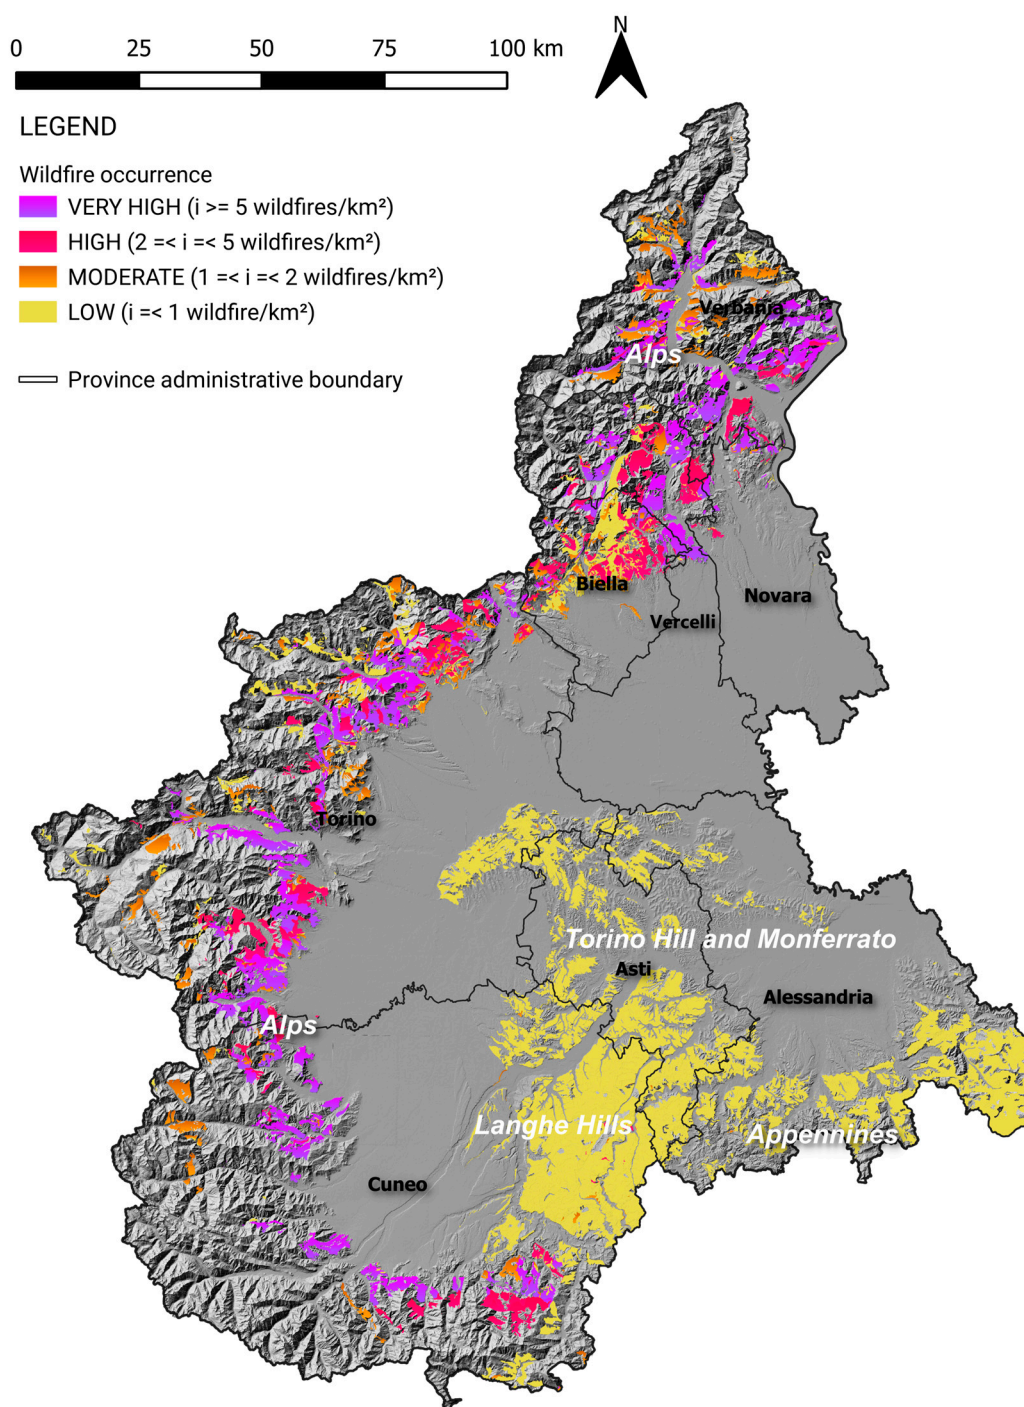 N
0 25 50 75 100 km
LEGEND
Wildfire occurrence
VERY HIGH (i >= 5 wildfires/km²)
HIGH (2 =< i =< 5 wildfires/km²)
MODERATE (1 =< i =< 2 wildfires/km²)
LOW (i =< 1 wildfire/km²)
Province administrative boundary
Verbania
Alps
Biella
Novara
Vercelli
Torino
Torino Hill and Monferrato
Asti
Alessandria
Alps
Langhe Hills
Appennines
Cuneo